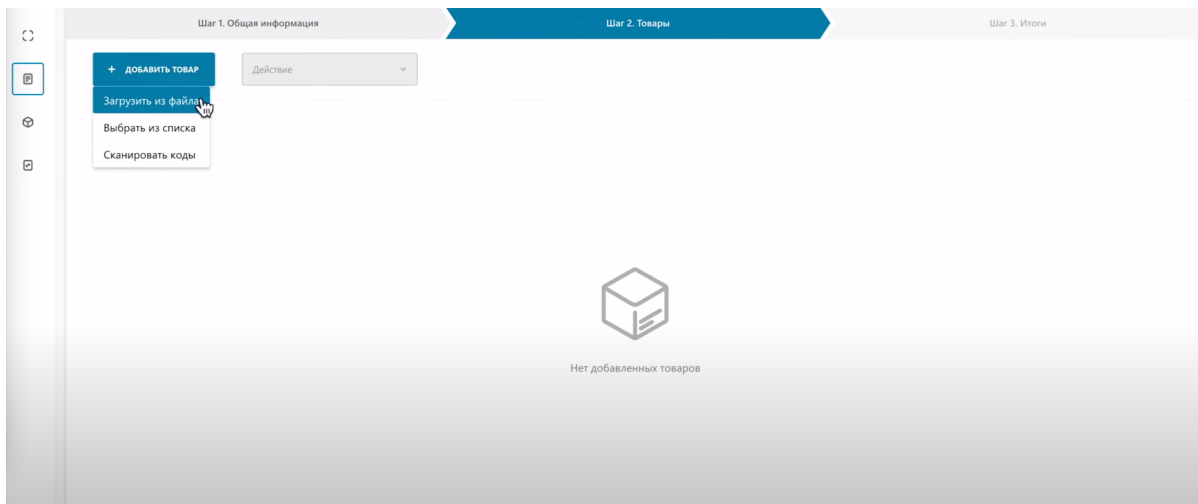 Шаг 1. Общая информация
Шаг 2. Товары
Шаг 3. Итоги
+ ДОБАВИТЬ ТОВАР
Действие
Загрузить из файла
Выбрать из списка
Сканировать коды
Нет добавленных товаров